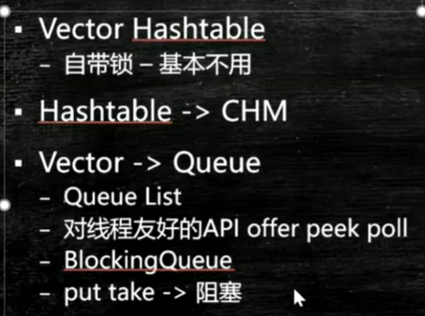 ▪ Vector Hashtable
– 自带锁 – 基本不用
▪ Hashtable -> CHM
▪ Vector -> Queue
– Queue List
– 对线程友好的API offer peek poll
– BlockingQueue
– put take -> 阻塞